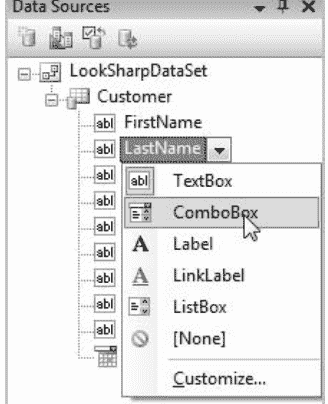 Data Sources
LookSharpDataSet
Customer
abl FirstName
abl LastName
abl TextBox
ComboBox
A Label
A LinkLabel
ListBox
[None]
Customize...